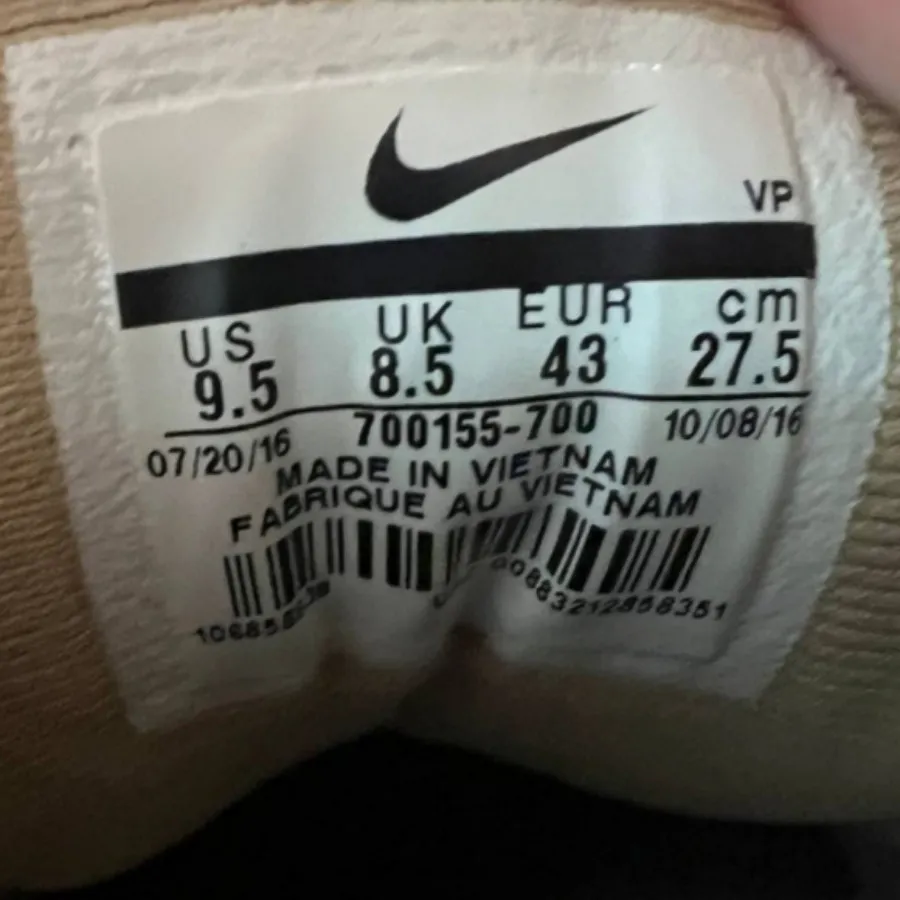 VP
US UK EUR cm
9.5 8.5 43 27.5
07/20/16 700155-700 10/08/16
MADE IN VIETNAM
FABRIQUE AU VIETNAM